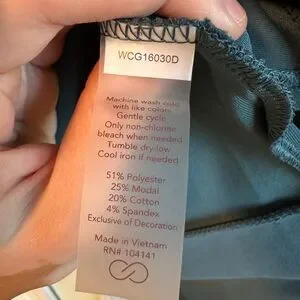 WCG16030D
Machine wash cold
with like colors
Gentle cycle
Only non-chlorine
bleach when needed
Tumble dry-low
Cool iron if needed
51% Polyester
25% Modal
20% Cotton
4% Spandex
Exclusive of Decoration
Made in Vietnam
RN# 104141